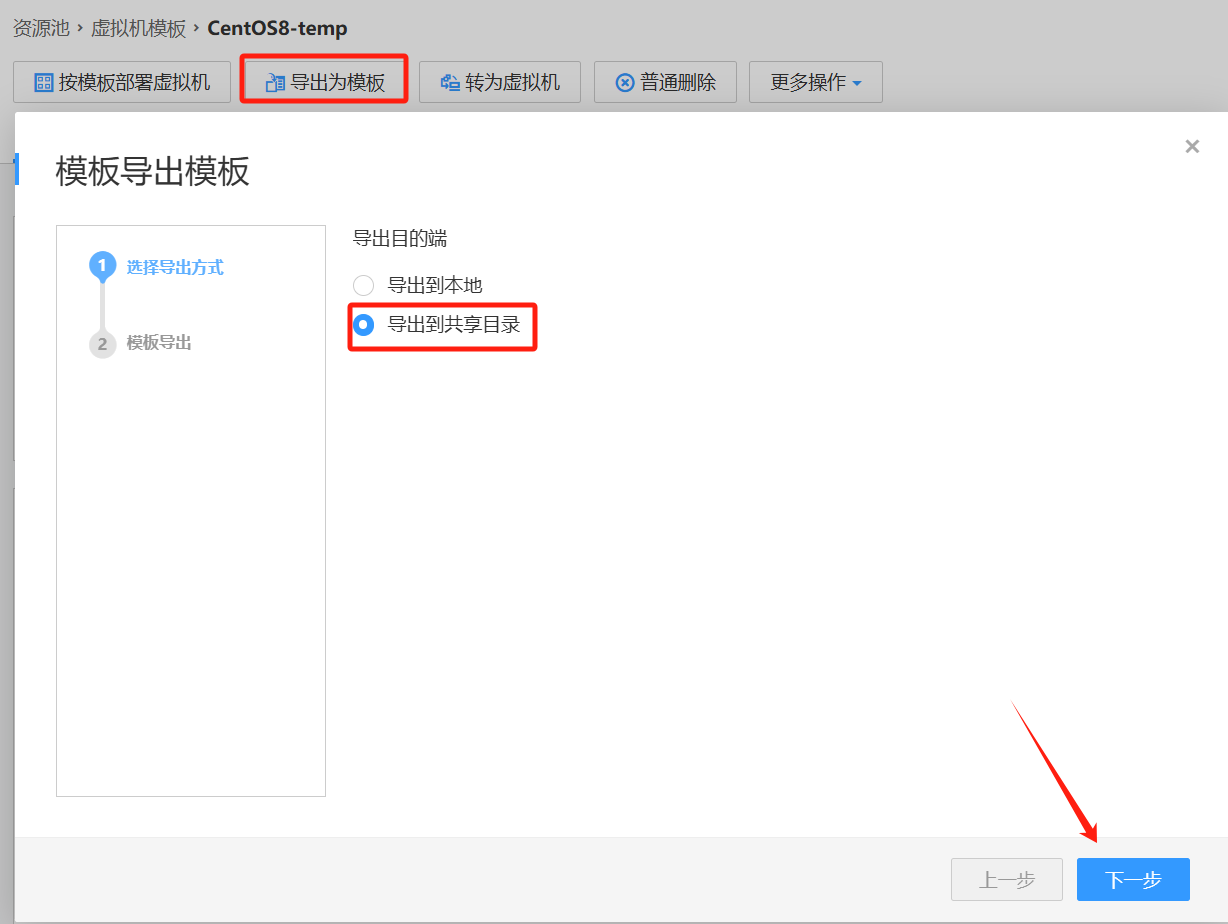 资源池 › 虚拟机模板 › CentOS8-temp
按模板部署虚拟机 导出为模板 转为虚拟机 普通删除 更多操作
模板导出模板
1 选择导出方式
2 模板导出
导出目的端
导出到本地
导出到共享目录
上一步 下一步